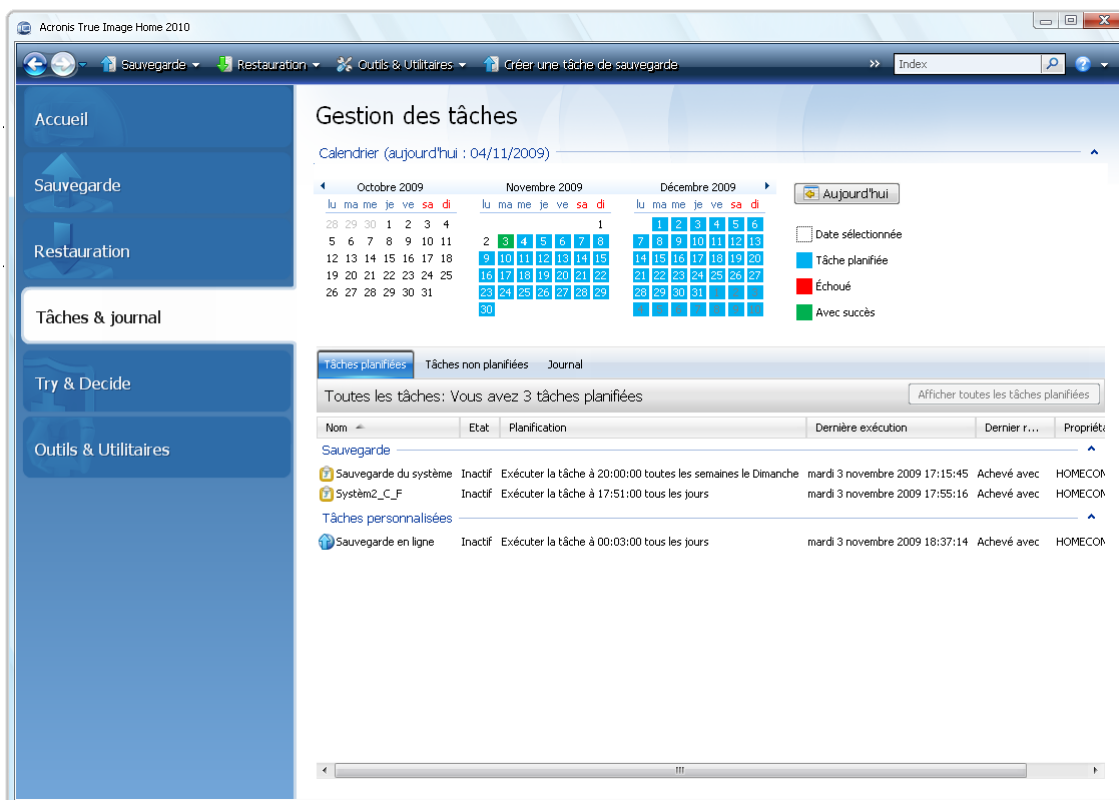 Acronis True Image Home 2010
Sauvegarde Restauration Outils & Utilitaires Créer une tâche de sauvegarde >> Index
Accueil
Sauvegarde
Restauration
Tâches & journal
Try & Decide
Outils & Utilitaires
Gestion des tâches
Calendrier (aujourd'hui : 04/11/2009)
Octobre 2009 Novembre 2009 Décembre 2009
lu ma me je ve sa di lu ma me je ve sa di lu ma me je ve sa di
28 29 30 1 2 3 4 1 1 2 3 4 5 6
5 6 7 8 9 10 11 2 3 4 5 6 7 8 7 8 9 10 11 12 13
12 13 14 15 16 17 18 9 10 11 12 13 14 15 14 15 16 17 18 19 20
19 20 21 22 23 24 25 16 17 18 19 20 21 22 21 22 23 24 25 26 27
26 27 28 29 30 31 23 24 25 26 27 28 29 28 29 30 31
30
Aujourd'hui
Date sélectionnée
Tâche planifiée
Échoué
Avec succès
Tâches planifiées Tâches non planifiées Journal
Toutes les tâches: Vous avez 3 tâches planifiées Afficher toutes les tâches planifiées
Nom Etat Planification Dernière exécution Dernier r... Propriéta
Sauvegarde
Sauvegarde du système Inactif Exécuter la tâche à 20:00:00 toutes les semaines le Dimanche mardi 3 novembre 2009 17:15:45 Achevé avec HOMECON
Systèm2_C_F Inactif Exécuter la tâche à 17:51:00 tous les jours mardi 3 novembre 2009 17:55:16 Achevé avec HOMECON
Tâches personnalisées
Sauvegarde en ligne Inactif Exécuter la tâche à 00:03:00 tous les jours mardi 3 novembre 2009 18:37:14 Achevé avec HOMECON